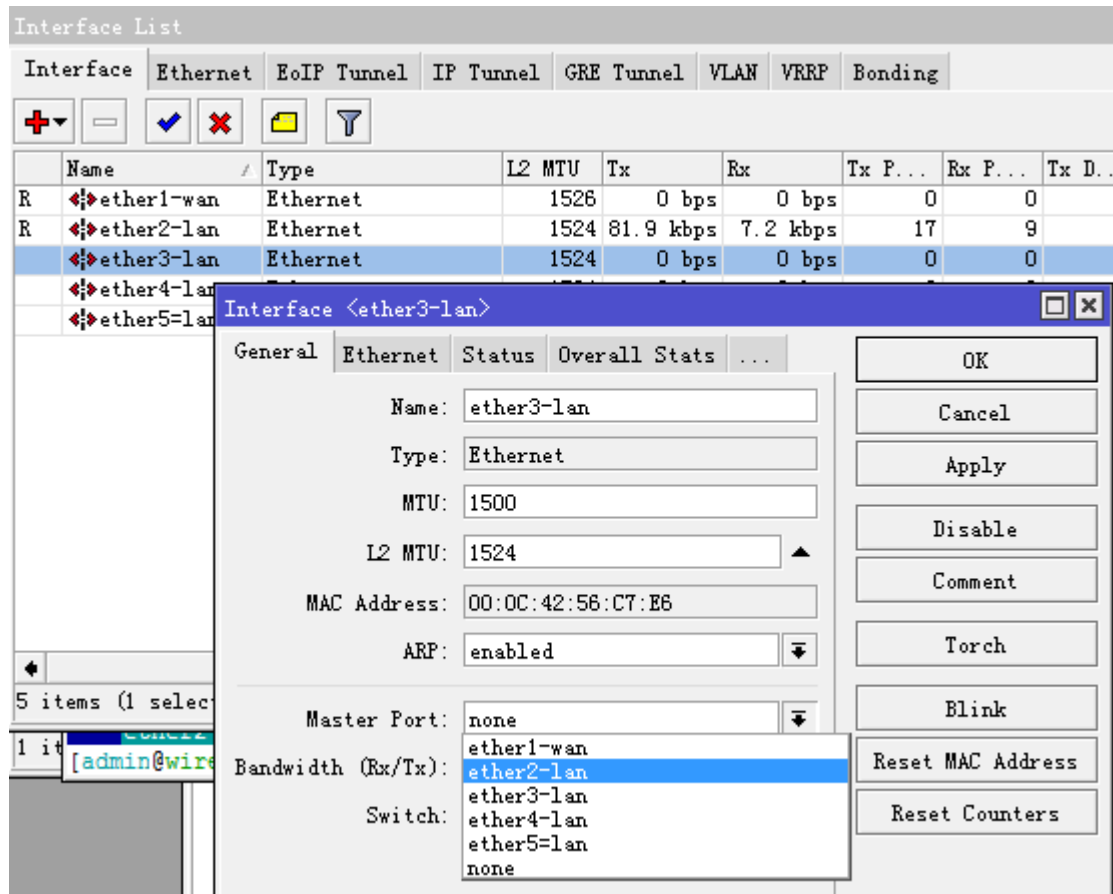 Interface List
Interface Ethernet EoIP Tunnel IP Tunnel GRE Tunnel VLAN VRRP Bonding
Name Type L2 MTU Tx Rx Tx P... Rx P... Tx D..
R ether1-wan Ethernet 1526 0 bps 0 bps 0 0
R ether2-lan Ethernet 1524 81.9 kbps 7.2 kbps 17 9
ether3-lan Ethernet 1524 0 bps 0 bps 0 0
ether4-lan
ether5=lan
Interface <ether3-lan>
General Ethernet Status Overall Stats ...
Name: ether3-lan
Type: Ethernet
MTU: 1500
L2 MTU: 1524
MAC Address: 00:0C:42:56:C7:E6
ARP: enabled
Master Port: none
ether1-wan
ether2-lan
ether3-lan
ether4-lan
ether5=lan
none
Bandwidth (Rx/Tx):
Switch:
OK
Cancel
Apply
Disable
Comment
Torch
Blink
Reset MAC Address
Reset Counters
5 items (1 selec
1 it
[admin@wire